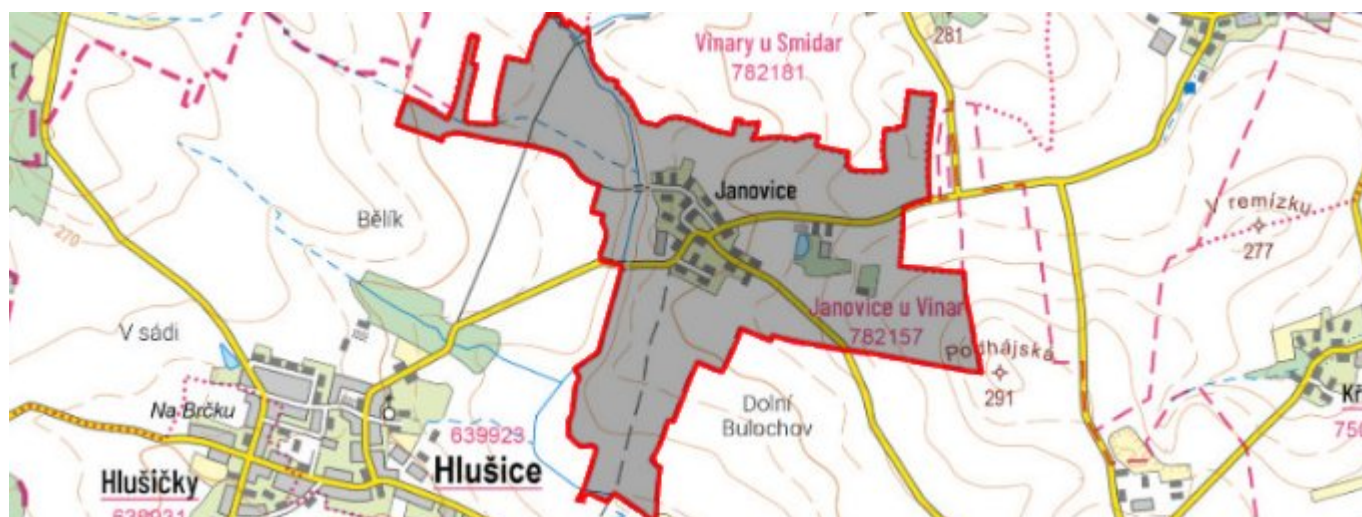 281
Vinary u Smidar
782181
Janovice
V remízku
277
Bělík
270
Janovice u Vinar
782157
V sádi
Podhájská
291
Na Brčku
Dolní
Bulochov
639923
Hlušice
Hlušičky